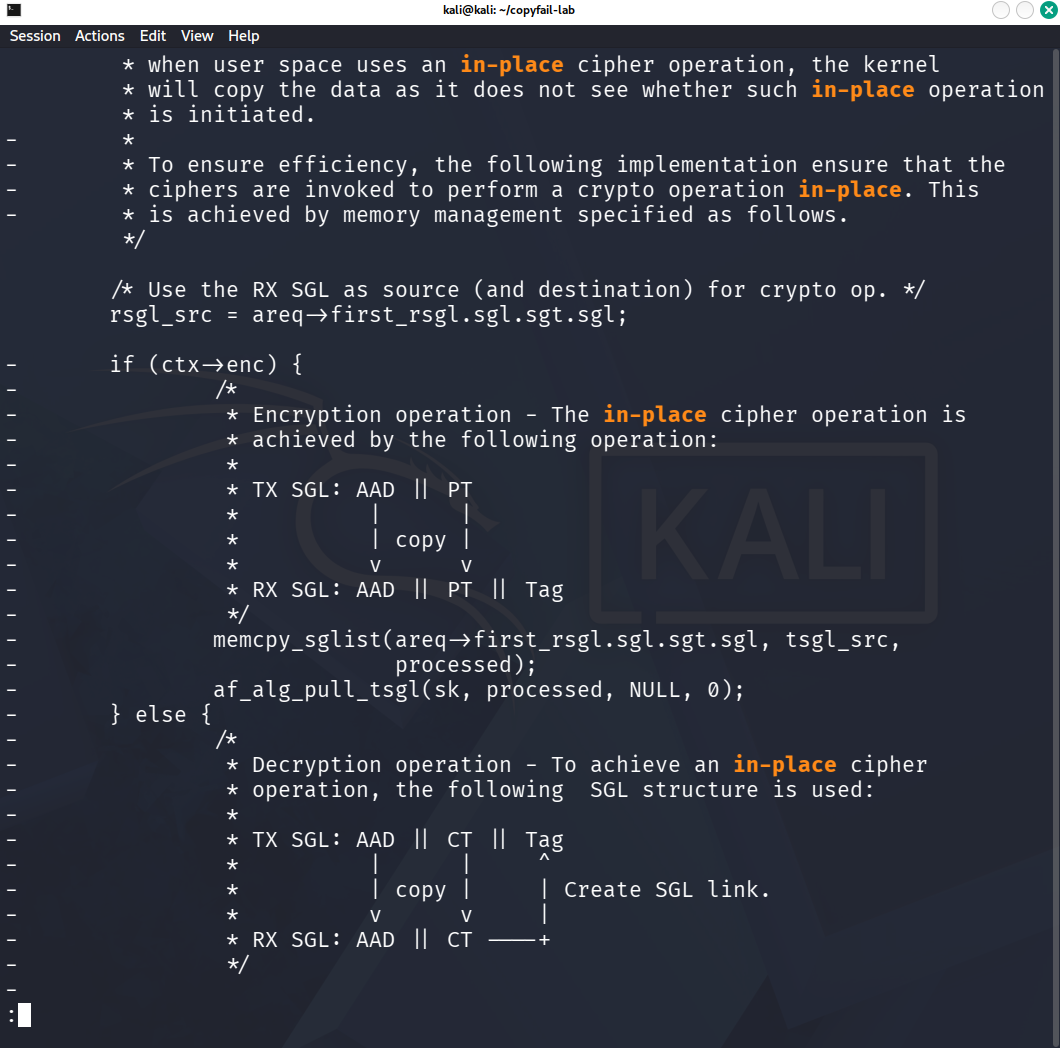 kali@kali: ~/copyfail-lab
Session Actions Edit View Help
         * when user space uses an in-place cipher operation, the kernel
         * will copy the data as it does not see whether such in-place operation
         * is initiated.
-        *
-        * To ensure efficiency, the following implementation ensure that the
-        * ciphers are invoked to perform a crypto operation in-place. This
-        * is achieved by memory management specified as follows.
         */

        /* Use the RX SGL as source (and destination) for crypto op. */
        rsgl_src = areq->first_rsgl.sgl.sgt.sgl;

-       if (ctx->enc) {
-               /*
-                * Encryption operation - The in-place cipher operation is
-                * achieved by the following operation:
-                *
-                * TX SGL: AAD || PT
-                *          |      |
-                *          | copy |
-                *          v      v
-                * RX SGL: AAD || PT || Tag
-                */
-               memcpy_sglist(areq->first_rsgl.sgl.sgt.sgl, tsgl_src,
-                             processed);
-               af_alg_pull_tsgl(sk, processed, NULL, 0);
-       } else {
-               /*
-                * Decryption operation - To achieve an in-place cipher
-                * operation, the following  SGL structure is used:
-                *
-                * TX SGL: AAD || CT || Tag
-                *          |      |     ^
-                *          | copy |     | Create SGL link.
-                *          v      v     |
-                * RX SGL: AAD || CT ----+
-                */
-
:
KALI